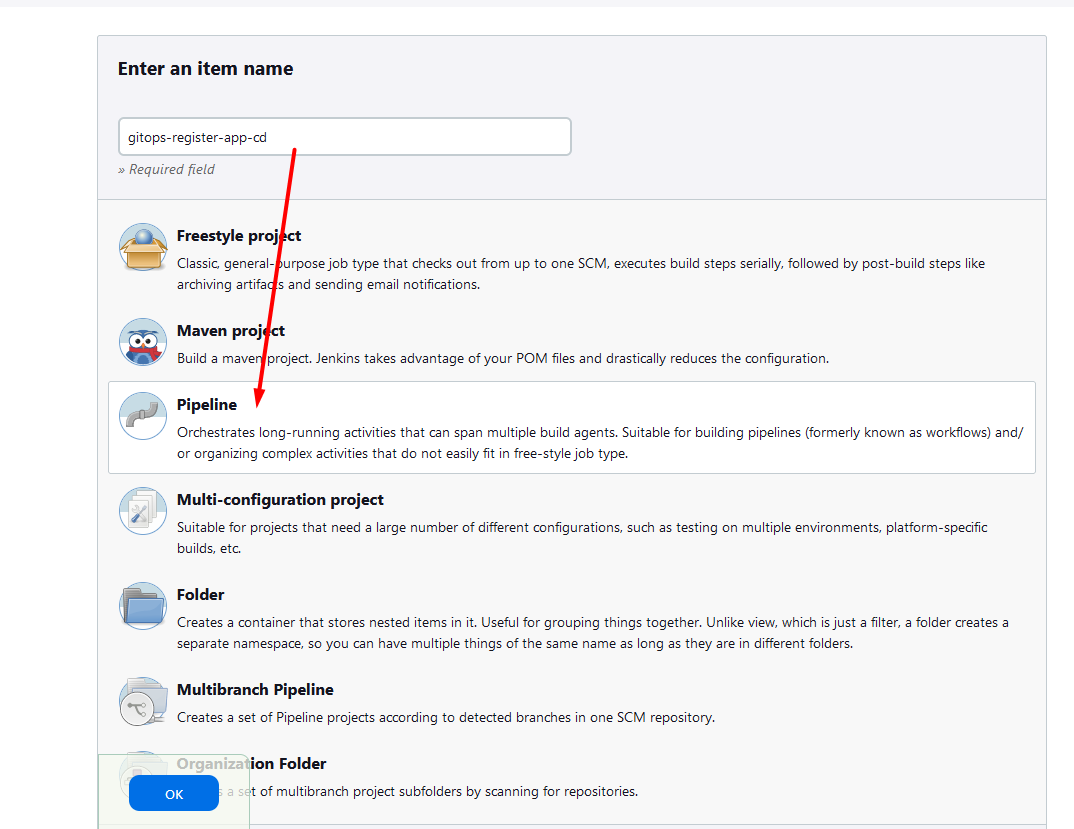 Enter an item name
gitops-register-app-cd
» Required field
Freestyle project
Classic, general-purpose job type that checks out from up to one SCM, executes build steps serially, followed by post-build steps like
archiving artifacts and sending email notifications.
Maven project
Build a maven project. Jenkins takes advantage of your POM files and drastically reduces the configuration.
Pipeline
Orchestrates long-running activities that can span multiple build agents. Suitable for building pipelines (formerly known as workflows) and/
or organizing complex activities that do not easily fit in free-style job type.
Multi-configuration project
Suitable for projects that need a large number of different configurations, such as testing on multiple environments, platform-specific
builds, etc.
Folder
Creates a container that stores nested items in it. Useful for grouping things together. Unlike view, which is just a filter, a folder creates a
separate namespace, so you can have multiple things of the same name as long as they are in different folders.
Multibranch Pipeline
Creates a set of Pipeline projects according to detected branches in one SCM repository.
Organization Folder
a set of multibranch project subfolders by scanning for repositories.
OK